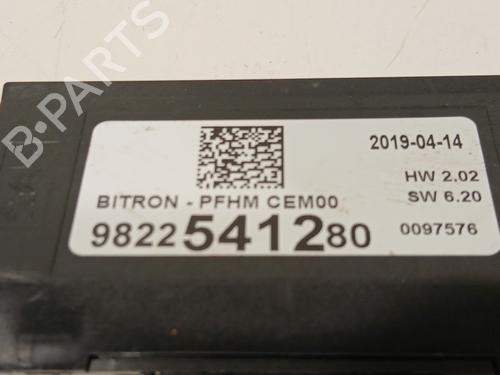 2019-04-14
HW 2.02
BITRON - PFHM CEM00
SW 6.20
9822541280
0097576
B-PARTS